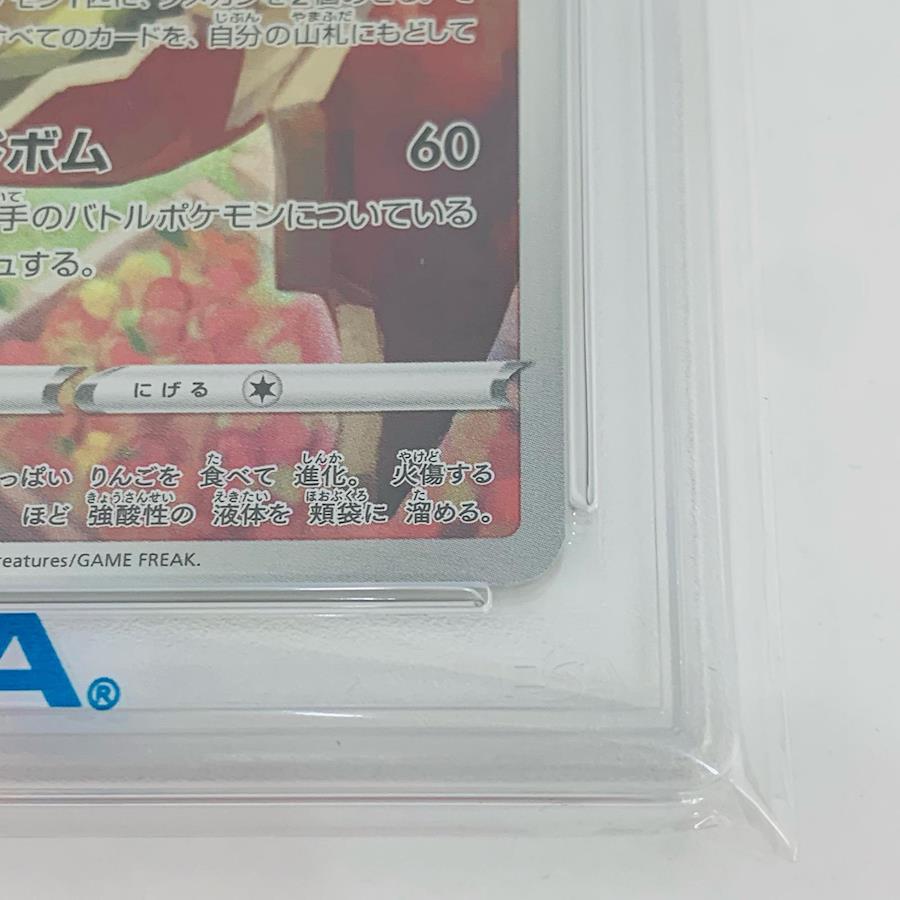 すべてのカードを、自分の山札にもどして
ボム 60
手のバトルポケモンについている
ュする。
にげる
っぱい りんごを 食べて 進化。 火傷する
ほど 強酸性の 液体を 頬袋に 溜める。
reatures/GAME FREAK.
A®